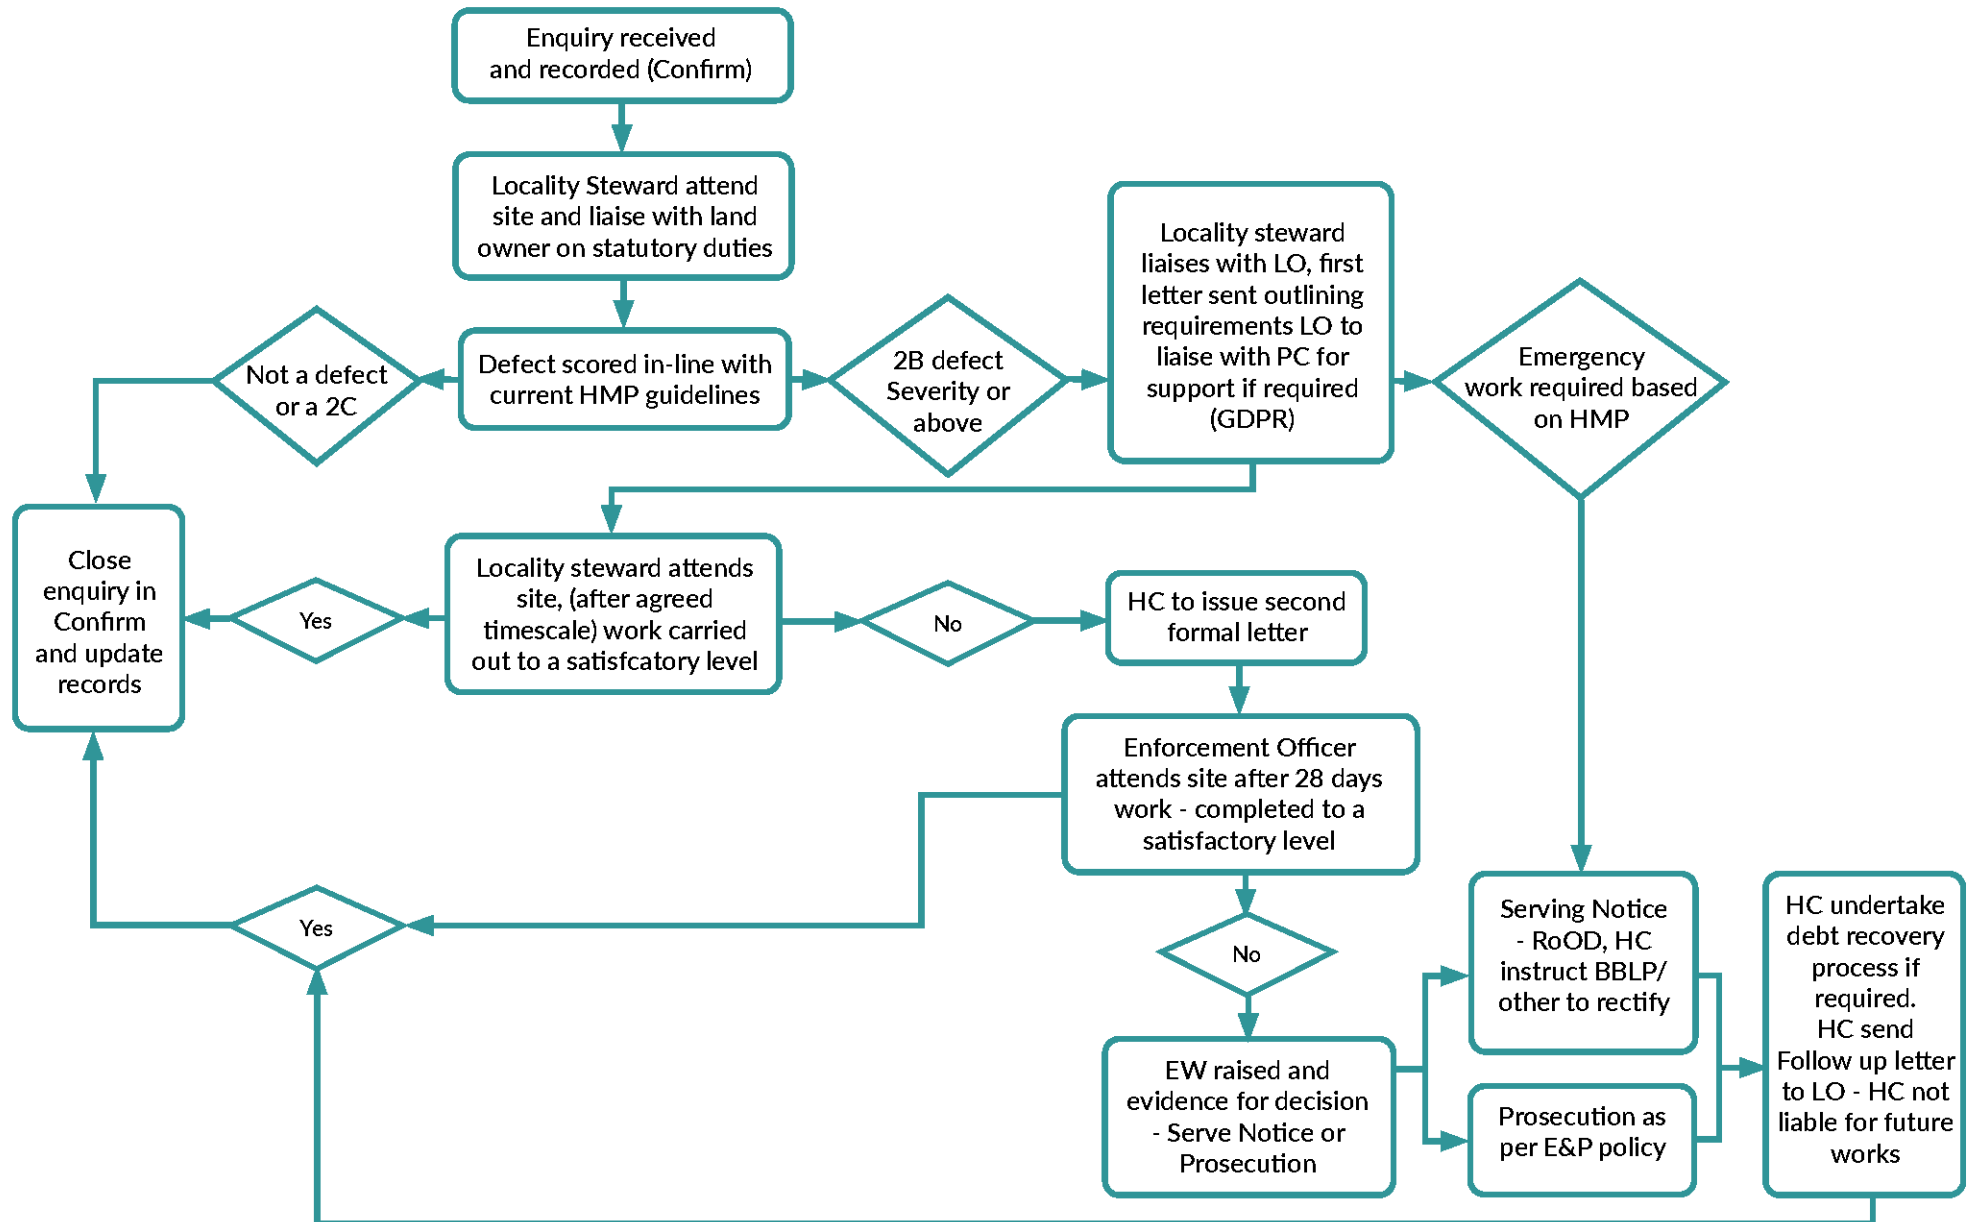 Enquiry received
and recorded (Confirm)
Locality Steward attend
site and liaise with land
owner on statutory duties
Defect scored in-line with
current HMP guidelines
Not a defect
or a 2C
2B defect
Severity or
above
Locality steward
liaises with LO, first
letter sent outlining
requirements LO to
liaise with PC for
support if required
(GDPR)
Emergency
work required based
on HMP
Close
enquiry in
Confirm
and update
records
Yes
Locality steward attends
site, (after agreed
timescale) work carried
out to a satisfcatory level
No
HC to issue second
formal letter
Enforcement Officer
attends site after 28 days
work - completed to a
satisfactory level
Yes
No
EW raised and
evidence for decision
- Serve Notice or
Prosecution
Serving Notice
- RoOD, HC
instruct BBLP/
other to rectify
Prosecution as
per E&P policy
HC undertake
debt recovery
process if
required.
HC send
Follow up letter
to LO - HC not
liable for future
works